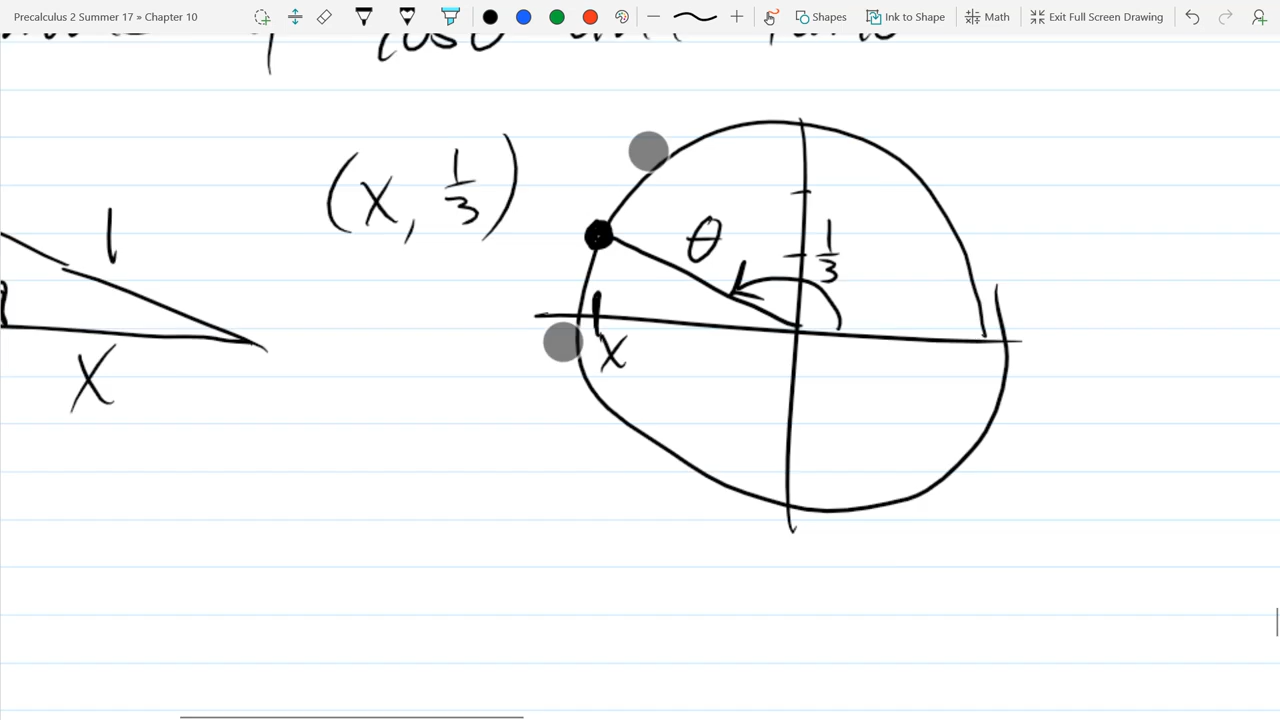 Precalculus 2 Summer 17 » Chapter 10
Shapes
Ink to Shape
Math
Exit Full Screen Drawing
(x, 1/3)
1
θ
1/3
x
x